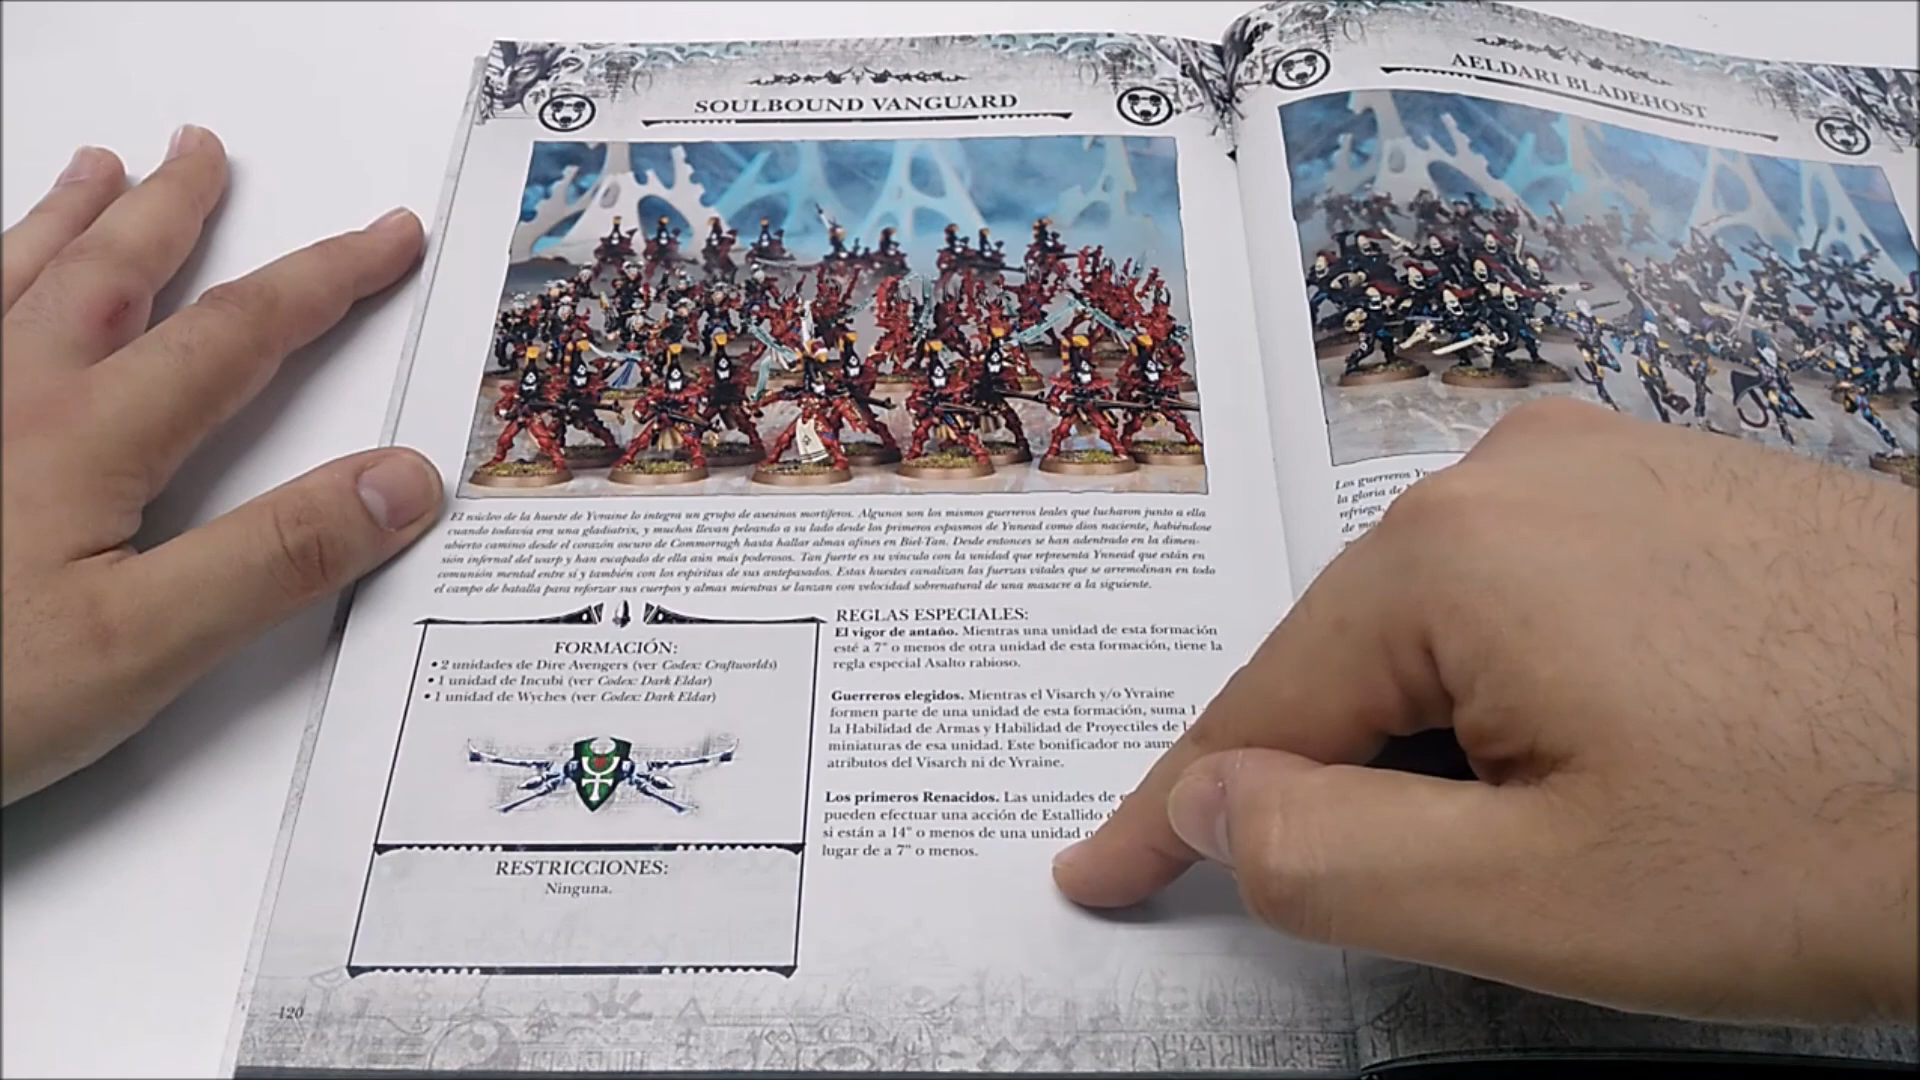 SOULBOUND VANGUARD
El núcleo de la hueste de Yvraine lo integra un grupo de asesinos mortíferos. Algunos son los mismos guerreros leales que lucharon junto a ella
cuando todavía era una gladiatrix, y muchos llevan peleando a su lado desde los primeros espasmos de Ynnead como dios naciente, habiéndose
abierto camino desde el corazón oscuro de Commorragh hasta hallar almas afines en Biel-Tan. Desde entonces se han adentrado en la dimen-
sión infernal del warp y han escapado de ella aún más poderosos. Tan fuerte es su vínculo con la unidad que representa Ynnead que están en
comunión mental entre sí y también con los espíritus de sus antepasados. Estas huestes canalizan las fuerzas vitales que se arremolinan en todo
el campo de batalla para reforzar sus cuerpos y almas mientras se lanzan con velocidad sobrenatural de una masacre a la siguiente.
FORMACIÓN:
• 2 unidades de Dire Avengers (ver Codex: Craftworlds)
• 1 unidad de Incubi (ver Codex: Dark Eldar)
• 1 unidad de Wyches (ver Codex: Dark Eldar)
RESTRICCIONES:
Ninguna.
REGLAS ESPECIALES:
El vigor de antaño. Mientras una unidad de esta formación
esté a 7" o menos de otra unidad de esta formación, tiene la
regla especial Asalto rabioso.
Guerreros elegidos. Mientras el Visarch y/o Yvraine
formen parte de una unidad de esta formación, suma 1
la Habilidad de Armas y Habilidad de Proyectiles de
miniaturas de esa unidad. Este bonificador no
atributos del Visarch ni de Yvraine.
Los primeros Renacidos. Las unidades de
pueden efectuar una acción de Estallido
si están a 14" o menos de una unidad
lugar de a 7" o menos.
120
AELDARI BLADEHOST
Los guerreros
la gloria de
refriega,
de